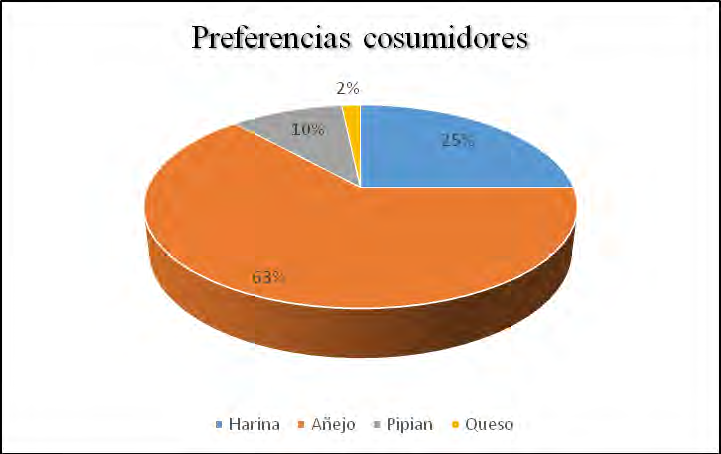 Preferencias cosumidores
2%
10%
25%
63%
Harina Añejo Pipian Queso